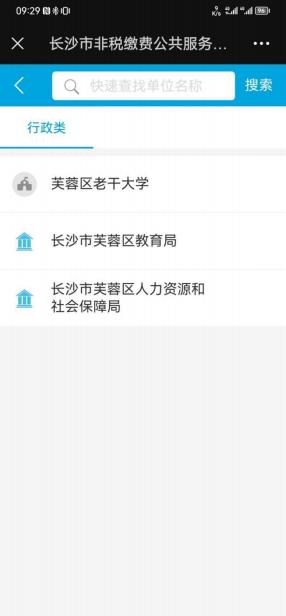 09:29
长沙市非税缴费公共服务...
快速查找单位名称
搜索
行政类
芙蓉区老干大学
长沙市芙蓉区教育局
长沙市芙蓉区人力资源和
社会保障局